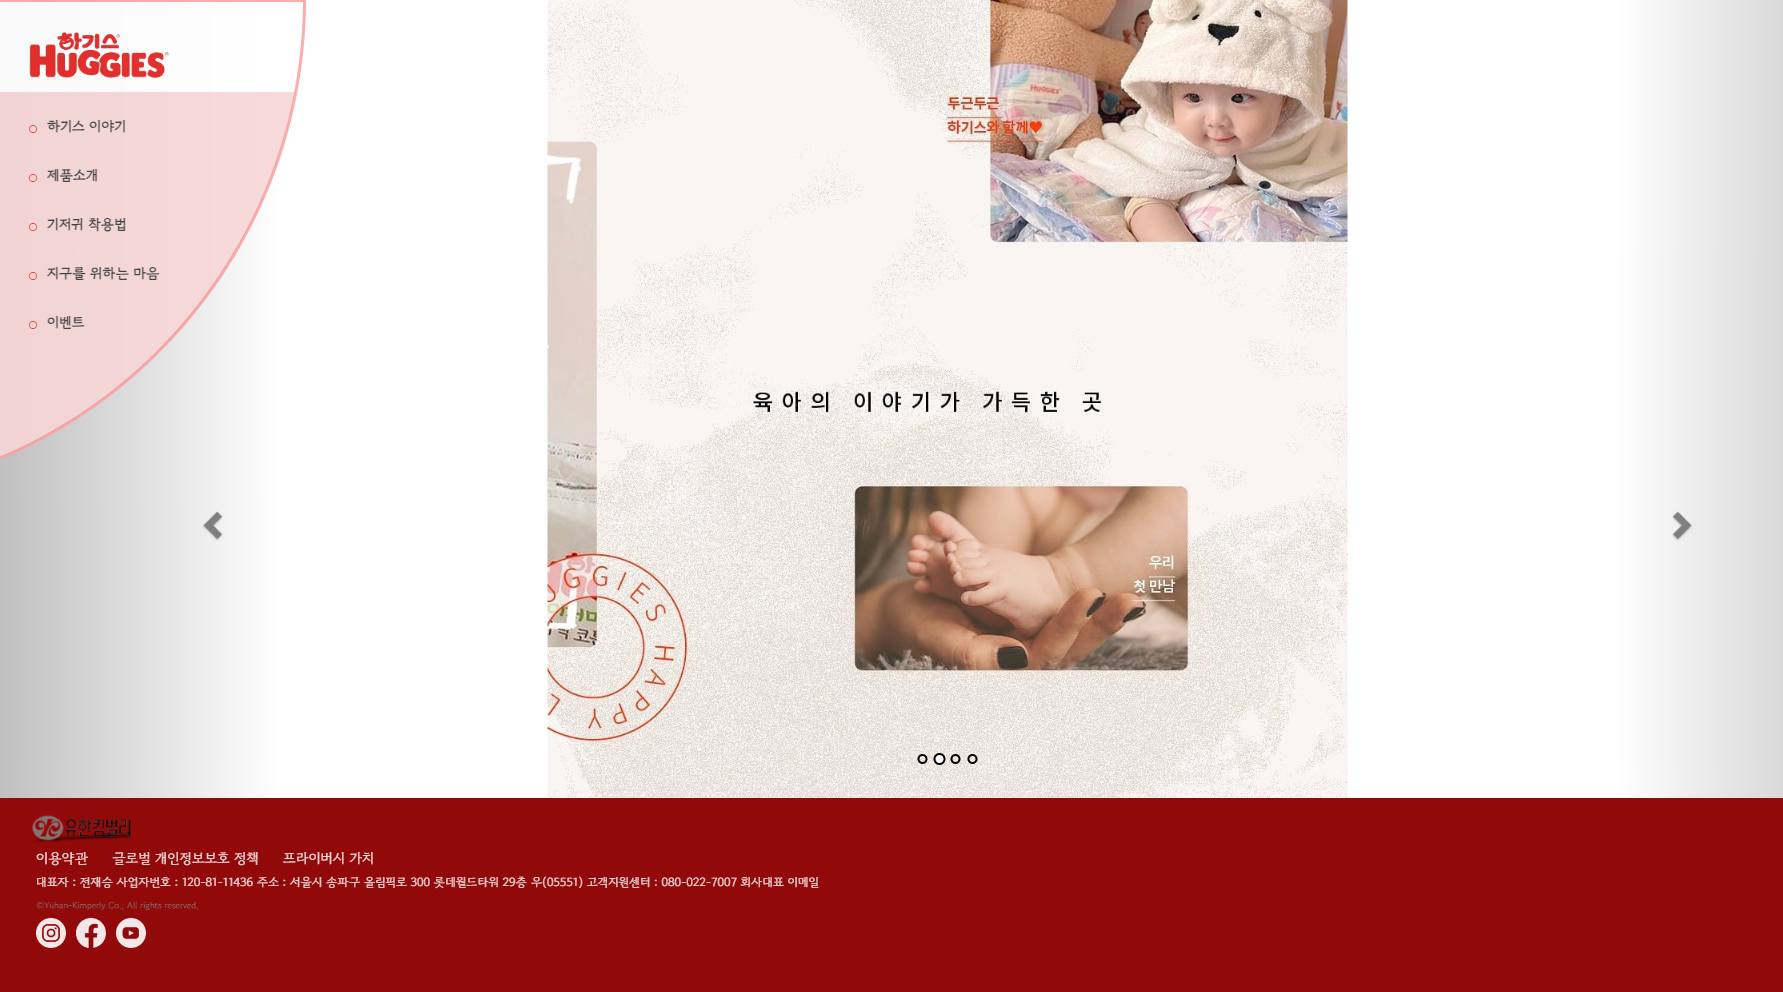 하기스
HUGGIES
하기스 이야기
제품소개
기저귀 착용법
지구를 위하는 마음
이벤트
HUGGIES
두근두근
하기스와 함께♥
육아의 이야기가 가득한 곳
우리
첫 만남
GGIES HAPPY L
유한킴벌리
이용약관 글로벌 개인정보보호 정책 프라이버시 가치
대표자 : 전재승 사업자번호 : 120-81-11436 주소 : 서울시 송파구 올림픽로 300 롯데월드타워 29층 우(05551) 고객지원센터 : 080-022-7007 회사대표 이메일
©Yuhan-Kimperly Co., All rights reserved.